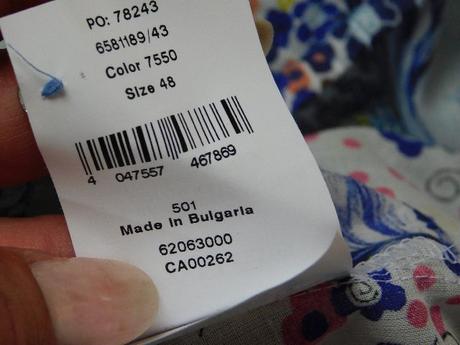 PO: 78243
6581189/43
Color 7550
Size 48
4 047557 467869
501
Made in Bulgaria
62063000
CA00262